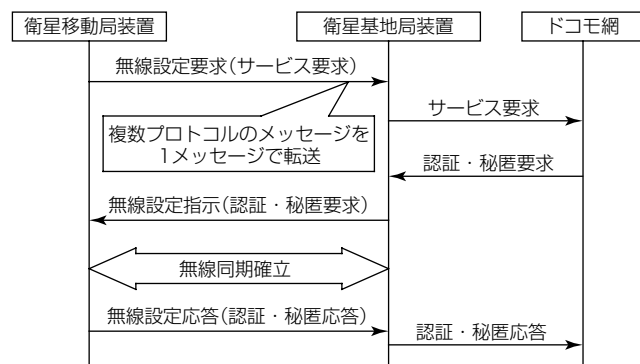 衛星移動局装置
衛星基地局装置
ドコモ網
無線設定要求(サービス要求)
サービス要求
複数プロトコルのメッセージを
1メッセージで転送
認証・秘匿要求
無線設定指示(認証・秘匿要求)
無線同期確立
無線設定応答(認証・秘匿応答)
認証・秘匿応答